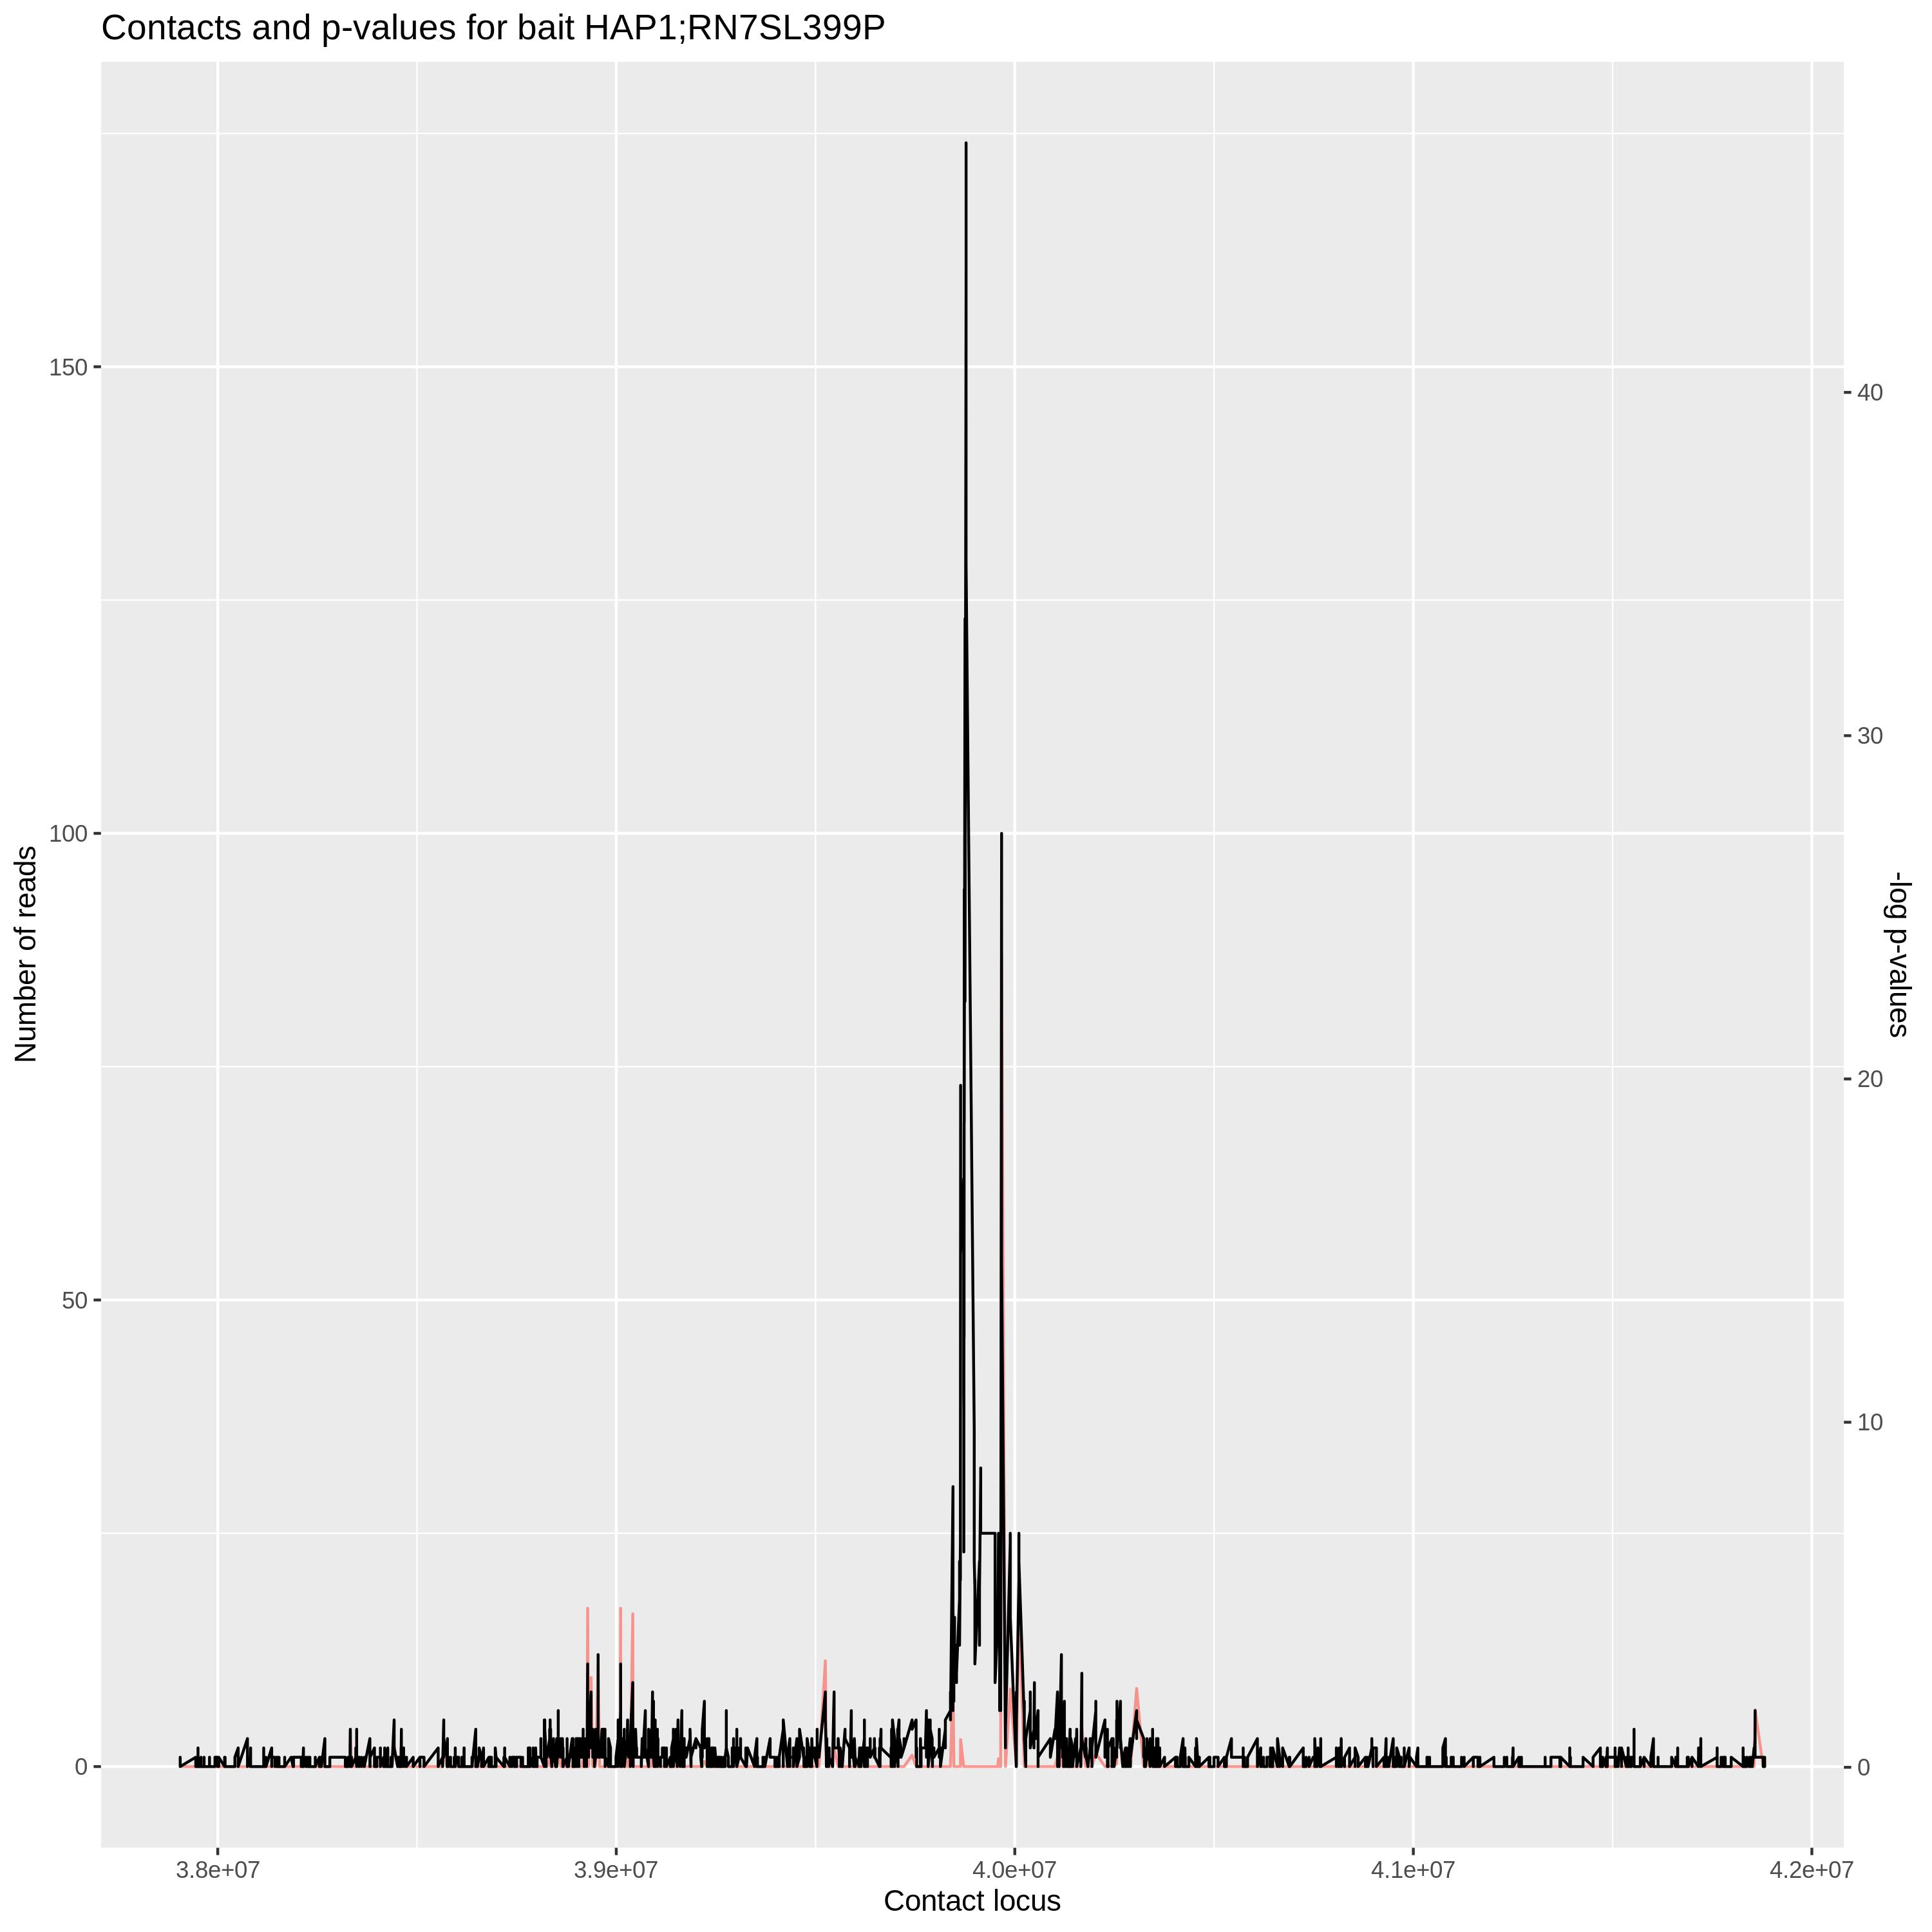 Contacts and p-values for bait HAP1;RN7SL399P
150
100
50
0
Number of reads
40
30
20
10
0
-log p-values
3.8e+07
3.9e+07
4.0e+07
4.1e+07
4.2e+07
Contact locus